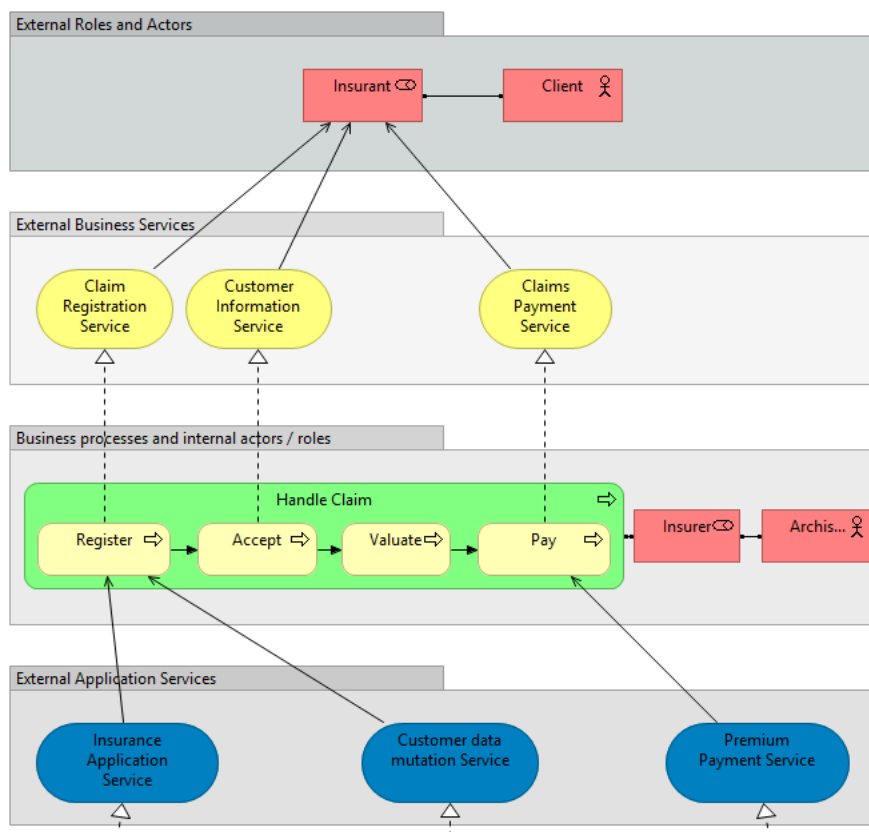 External Roles and Actors
Insurant
Client
External Business Services
Claim
Registration
Service
Customer
Information
Service
Claims
Payment
Service
Business processes and internal actors / roles
Handle Claim
Register
Accept
Valuate
Pay
Insurer
Archis...
External Application Services
Insurance
Application
Service
Customer data
mutation Service
Premium
Payment Service